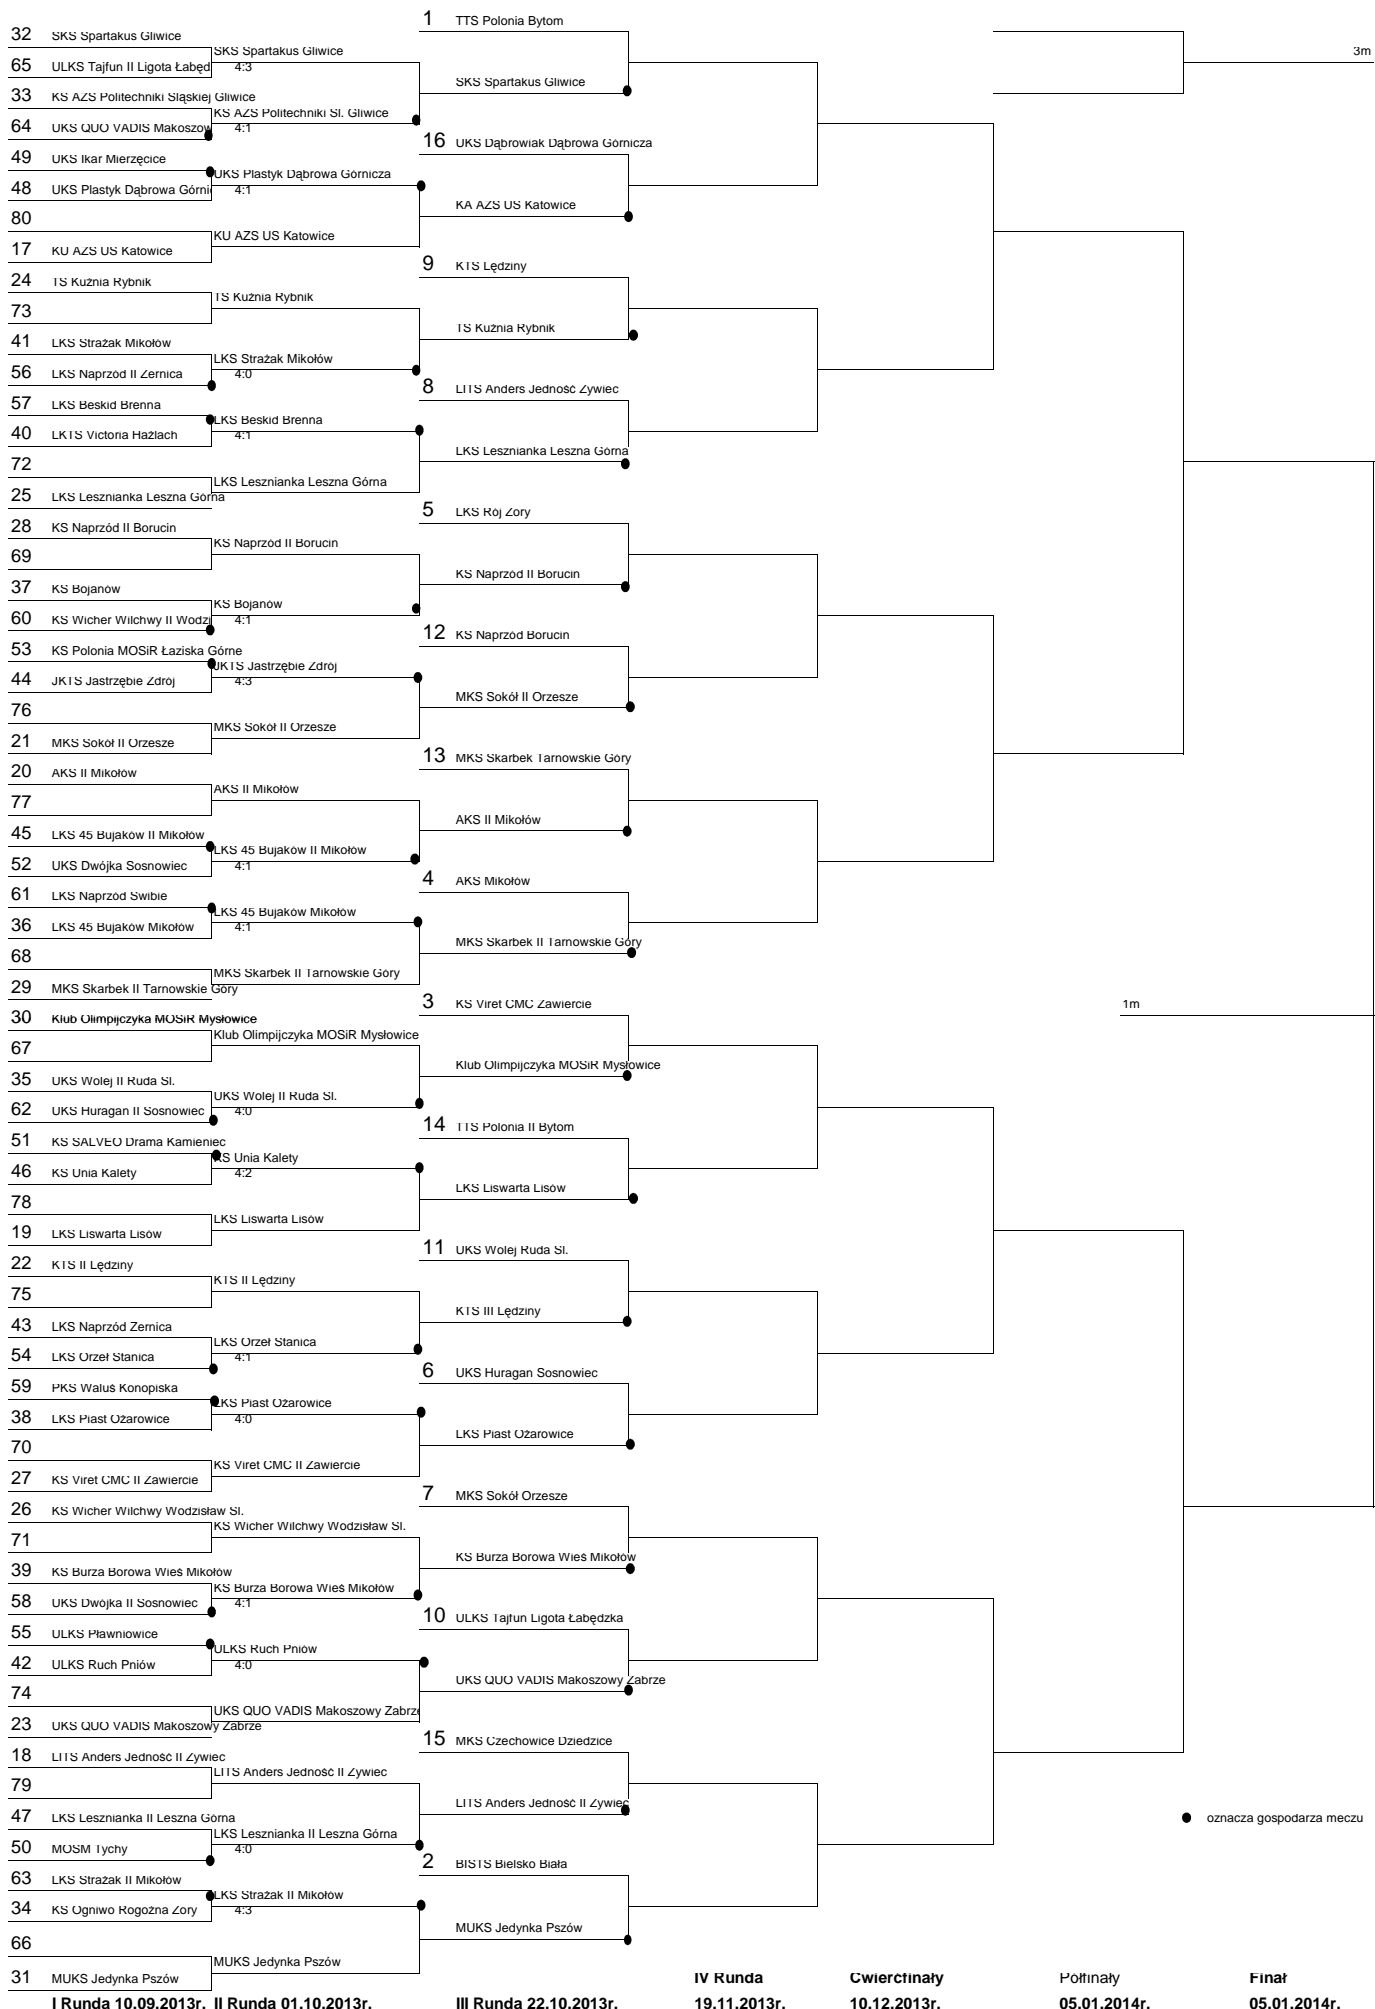 32 SKS Spartakus Gliwice
65 ULKS Tajfun II Ligota Łabęd
33 KS AZS Politechniki Sląskiej Gliwice
64 UKS QUO VADIS Makoszow
49 UKS Ikar Mierzęcice
48 UKS Plastyk Dąbrowa Górni
80
17 KU AZS US Katowice
24 TS Kuźnia Rybnik
73
41 LKS Strażak Mikołów
56 LKS Naprzód II Zernica
57 LKS Beskid Brenna
40 LKTS Victoria Hażlach
72
25 LKS Lesznianka Leszna Górna
28 KS Naprzód II Borucin
69
37 KS Bojanów
60 KS Wicher Wilchwy II Wodzi
53 KS Polonia MOSiR Łaziska Górne
44 JKTS Jastrzębie Zdrój
76
21 MKS Sokół II Orzesze
20 AKS II Mikołów
77
45 LKS 45 Bujaków II Mikołów
52 UKS Dwójka Sosnowiec
61 LKS Naprzód Swibie
36 LKS 45 Bujaków Mikołów
68
29 MKS Skarbek II Tarnowskie Góry
30 Klub Olimpijczyka MOSiR Mysłowice
67
35 UKS Wolej II Ruda Sl.
62 UKS Huragan II Sosnowiec
51 KS SALVEO Drama Kamieniec
46 KS Unia Kalety
78
19 LKS Liswarta Lisów
22 KTS II Lędziny
75
43 LKS Naprzód Zernica
54 LKS Orzeł Stanica
59 PKS Waluś Konopiska
38 LKS Piast Ożarowice
70
27 KS Viret CMC II Zawiercie
26 KS Wicher Wilchwy Wodzisław Sl.
71
39 KS Burza Borowa Wieś Mikołów
58 UKS Dwójka II Sosnowiec
55 ULKS Pławniowice
42 ULKS Ruch Pniów
74
23 UKS QUO VADIS Makoszowy Zabrze
18 LITS Anders Jedność II Zywiec
79
47 LKS Lesznianka II Leszna Górna
50 MOSM Tychy
63 LKS Strażak II Mikołów
34 KS Ogniwo Rogoźna Zory
66
31 MUKS Jedynka Pszów
I Runda 10.09.2013r.
SKS Spartakus Gliwice
4:3
KS AZS Politechniki Sl. Gliwice
4:1
UKS Plastyk Dąbrowa Górnicza
4:1
KU AZS US Katowice
TS Kuźnia Rybnik
LKS Strażak Mikołów
4:0
LKS Beskid Brenna
4:1
LKS Lesznianka Leszna Górna
KS Naprzód II Borucin
KS Bojanów
4:1
JKTS Jastrzębie Zdrój
4:3
MKS Sokół II Orzesze
AKS II Mikołów
LKS 45 Bujaków II Mikołów
4:1
LKS 45 Bujaków Mikołów
4:1
MKS Skarbek II Tarnowskie Góry
Klub Olimpijczyka MOSiR Mysłowice
UKS Wolej II Ruda Sl.
4:0
KS Unia Kalety
4:2
LKS Liswarta Lisów
KTS II Lędziny
LKS Orzeł Stanica
4:1
LKS Piast Ożarowice
4:0
KS Viret CMC II Zawiercie
KS Wicher Wilchwy Wodzisław Sl.
KS Burza Borowa Wieś Mikołów
4:1
ULKS Ruch Pniów
4:0
UKS QUO VADIS Makoszowy Zabrze
LITS Anders Jedność II Zywiec
LKS Lesznianka II Leszna Górna
4:0
LKS Strażak II Mikołów
4:3
MUKS Jedynka Pszów
II Runda 01.10.2013r.
1 TTS Polonia Bytom
SKS Spartakus Gliwice
16 UKS Dąbrowiak Dąbrowa Górnicza
KA AZS US Katowice
9 KTS Lędziny
TS Kuźnia Rybnik
8 LITS Anders Jedność Zywiec
LKS Lesznianka Leszna Górna
5 LKS Rój Zory
KS Naprzód II Borucin
12 KS Naprzód Borucin
MKS Sokół II Orzesze
13 MKS Skarbek Tarnowskie Góry
AKS II Mikołów
4 AKS Mikołów
MKS Skarbek II Tarnowskie Góry
3 KS Viret CMC Zawiercie
Klub Olimpijczyka MOSiR Mysłowice
14 TTS Polonia II Bytom
LKS Liswarta Lisów
11 UKS Wolej Ruda Sl.
KTS III Lędziny
6 UKS Huragan Sosnowiec
LKS Piast Ożarowice
7 MKS Sokół Orzesze
KS Burza Borowa Wieś Mikołów
10 ULKS Tajfun Ligota Łabędzka
UKS QUO VADIS Makoszowy Zabrze
15 MKS Czechowice Dziedzice
LITS Anders Jedność II Zywiec
2 BISTS Bielsko Biała
MUKS Jedynka Pszów
III Runda 22.10.2013r.
IV Runda
19.11.2013r.
Cwierćfinały
10.12.2013r.
Półfinały
05.01.2014r.
3m
1m
oznacza gospodarza meczu
Finał
05.01.2014r.